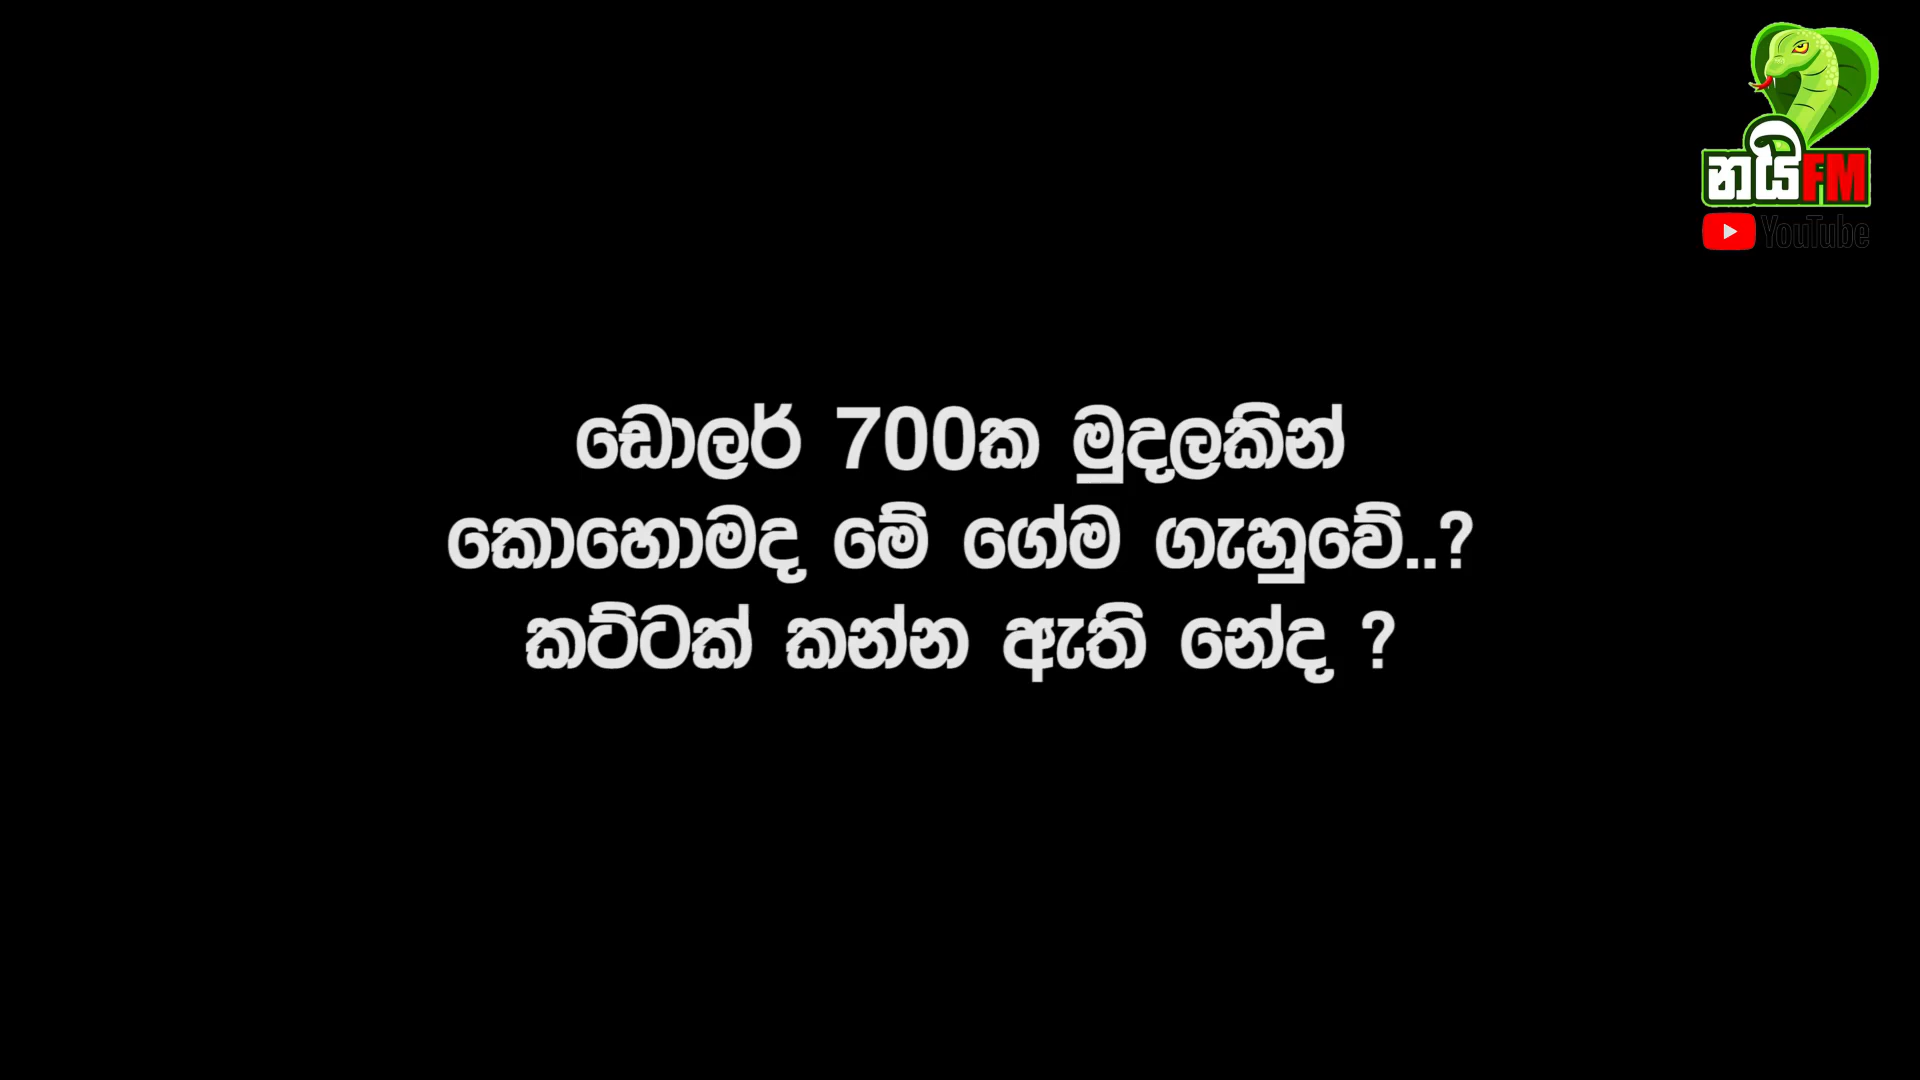 නයිFM
YouTube
ඩොලර් 700ක මුදලකින්
කොහොමද මේ ගේම ගැහුවේ..?
කට්ටක් කන්න ඇති නේද ?